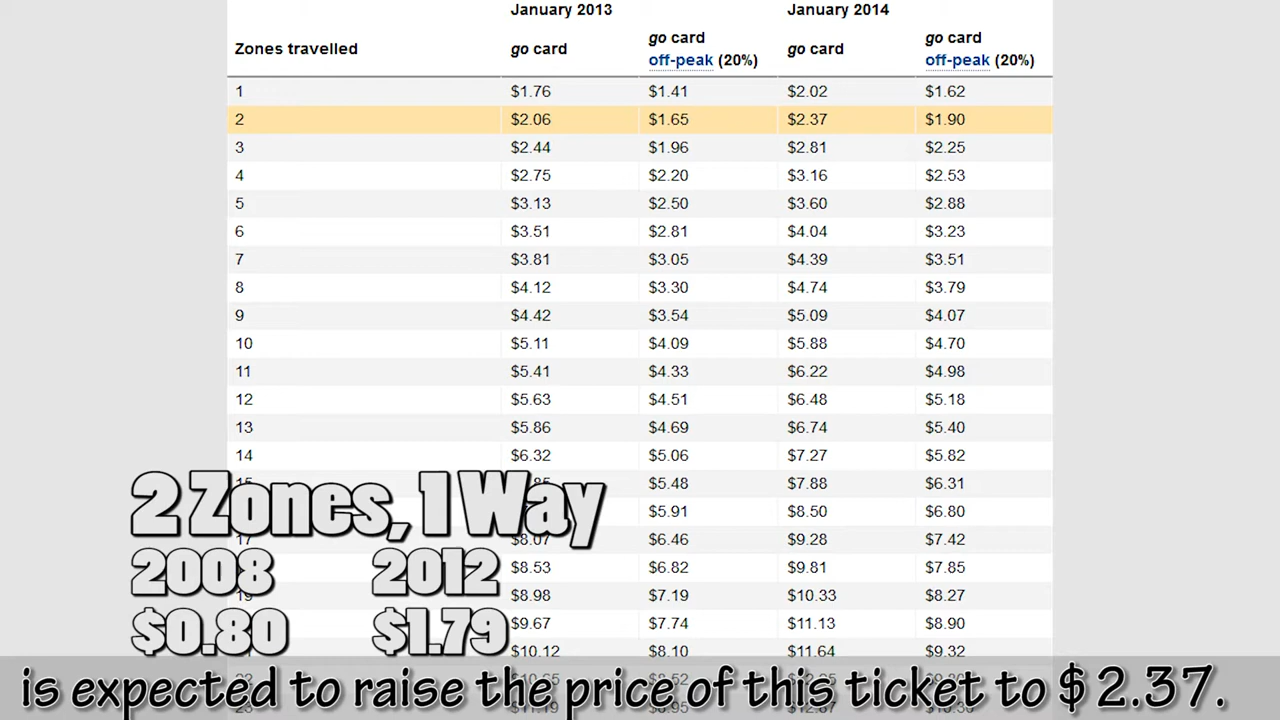 January 2013 January 2014
Zones travelled go card go card off-peak (20%) go card go card off-peak (20%)
1 $1.76 $1.41 $2.02 $1.62
2 $2.06 $1.65 $2.37 $1.90
3 $2.44 $1.96 $2.81 $2.25
4 $2.75 $2.20 $3.16 $2.53
5 $3.13 $2.50 $3.60 $2.88
6 $3.51 $2.81 $4.04 $3.23
7 $3.81 $3.05 $4.39 $3.51
8 $4.12 $3.30 $4.74 $3.79
9 $4.42 $3.54 $5.09 $4.07
10 $5.11 $4.09 $5.88 $4.70
11 $5.41 $4.33 $6.22 $4.98
12 $5.63 $4.51 $6.48 $5.18
13 $5.86 $4.69 $6.74 $5.40
14 $6.32 $5.06 $7.27 $5.82
15 $5.48 $7.88 $6.31
$5.91 $8.50 $6.80
17 $8.07 $6.46 $9.28 $7.42
$8.53 $6.82 $9.81 $7.85
19 $8.98 $7.19 $10.33 $8.27
$9.67 $7.74 $11.13 $8.90
$10.12 $8.10 $11.64 $9.32
2 Zones, 1 Way
2008 2012
$0.80 $1.79
is expected to raise the price of this ticket to $2.37.